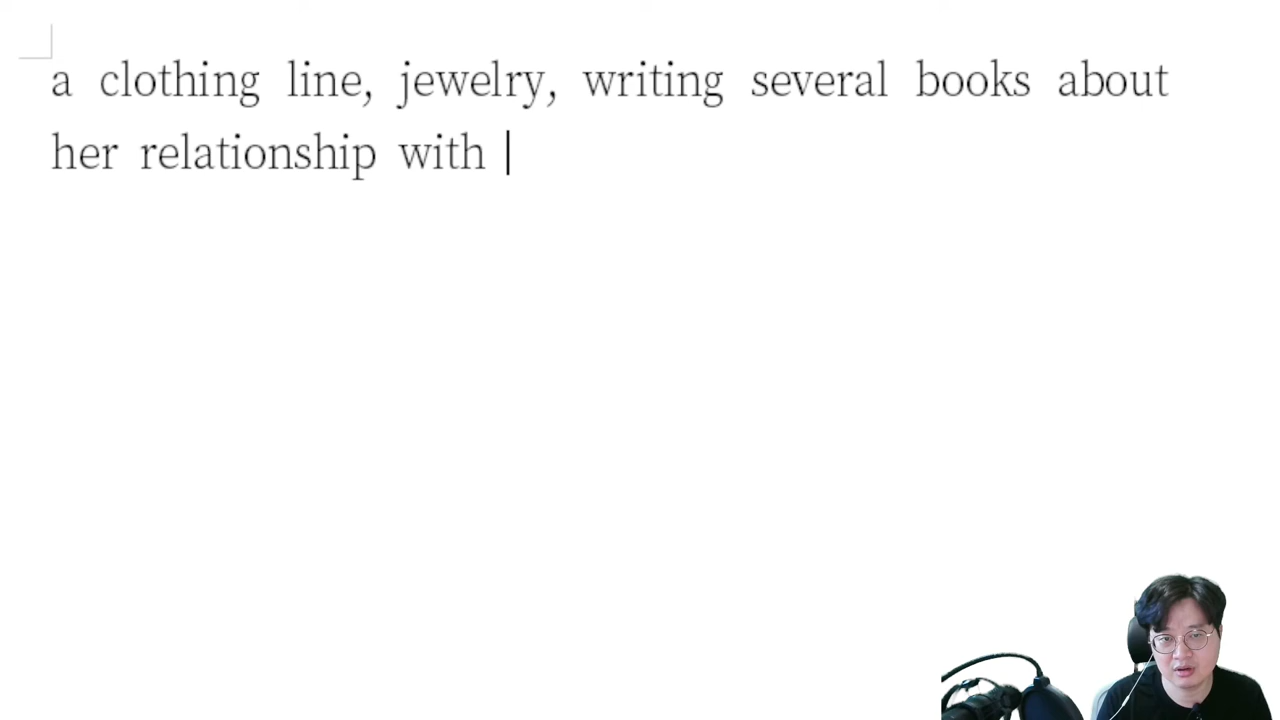 a clothing line, jewelry, writing several books about
her relationship with